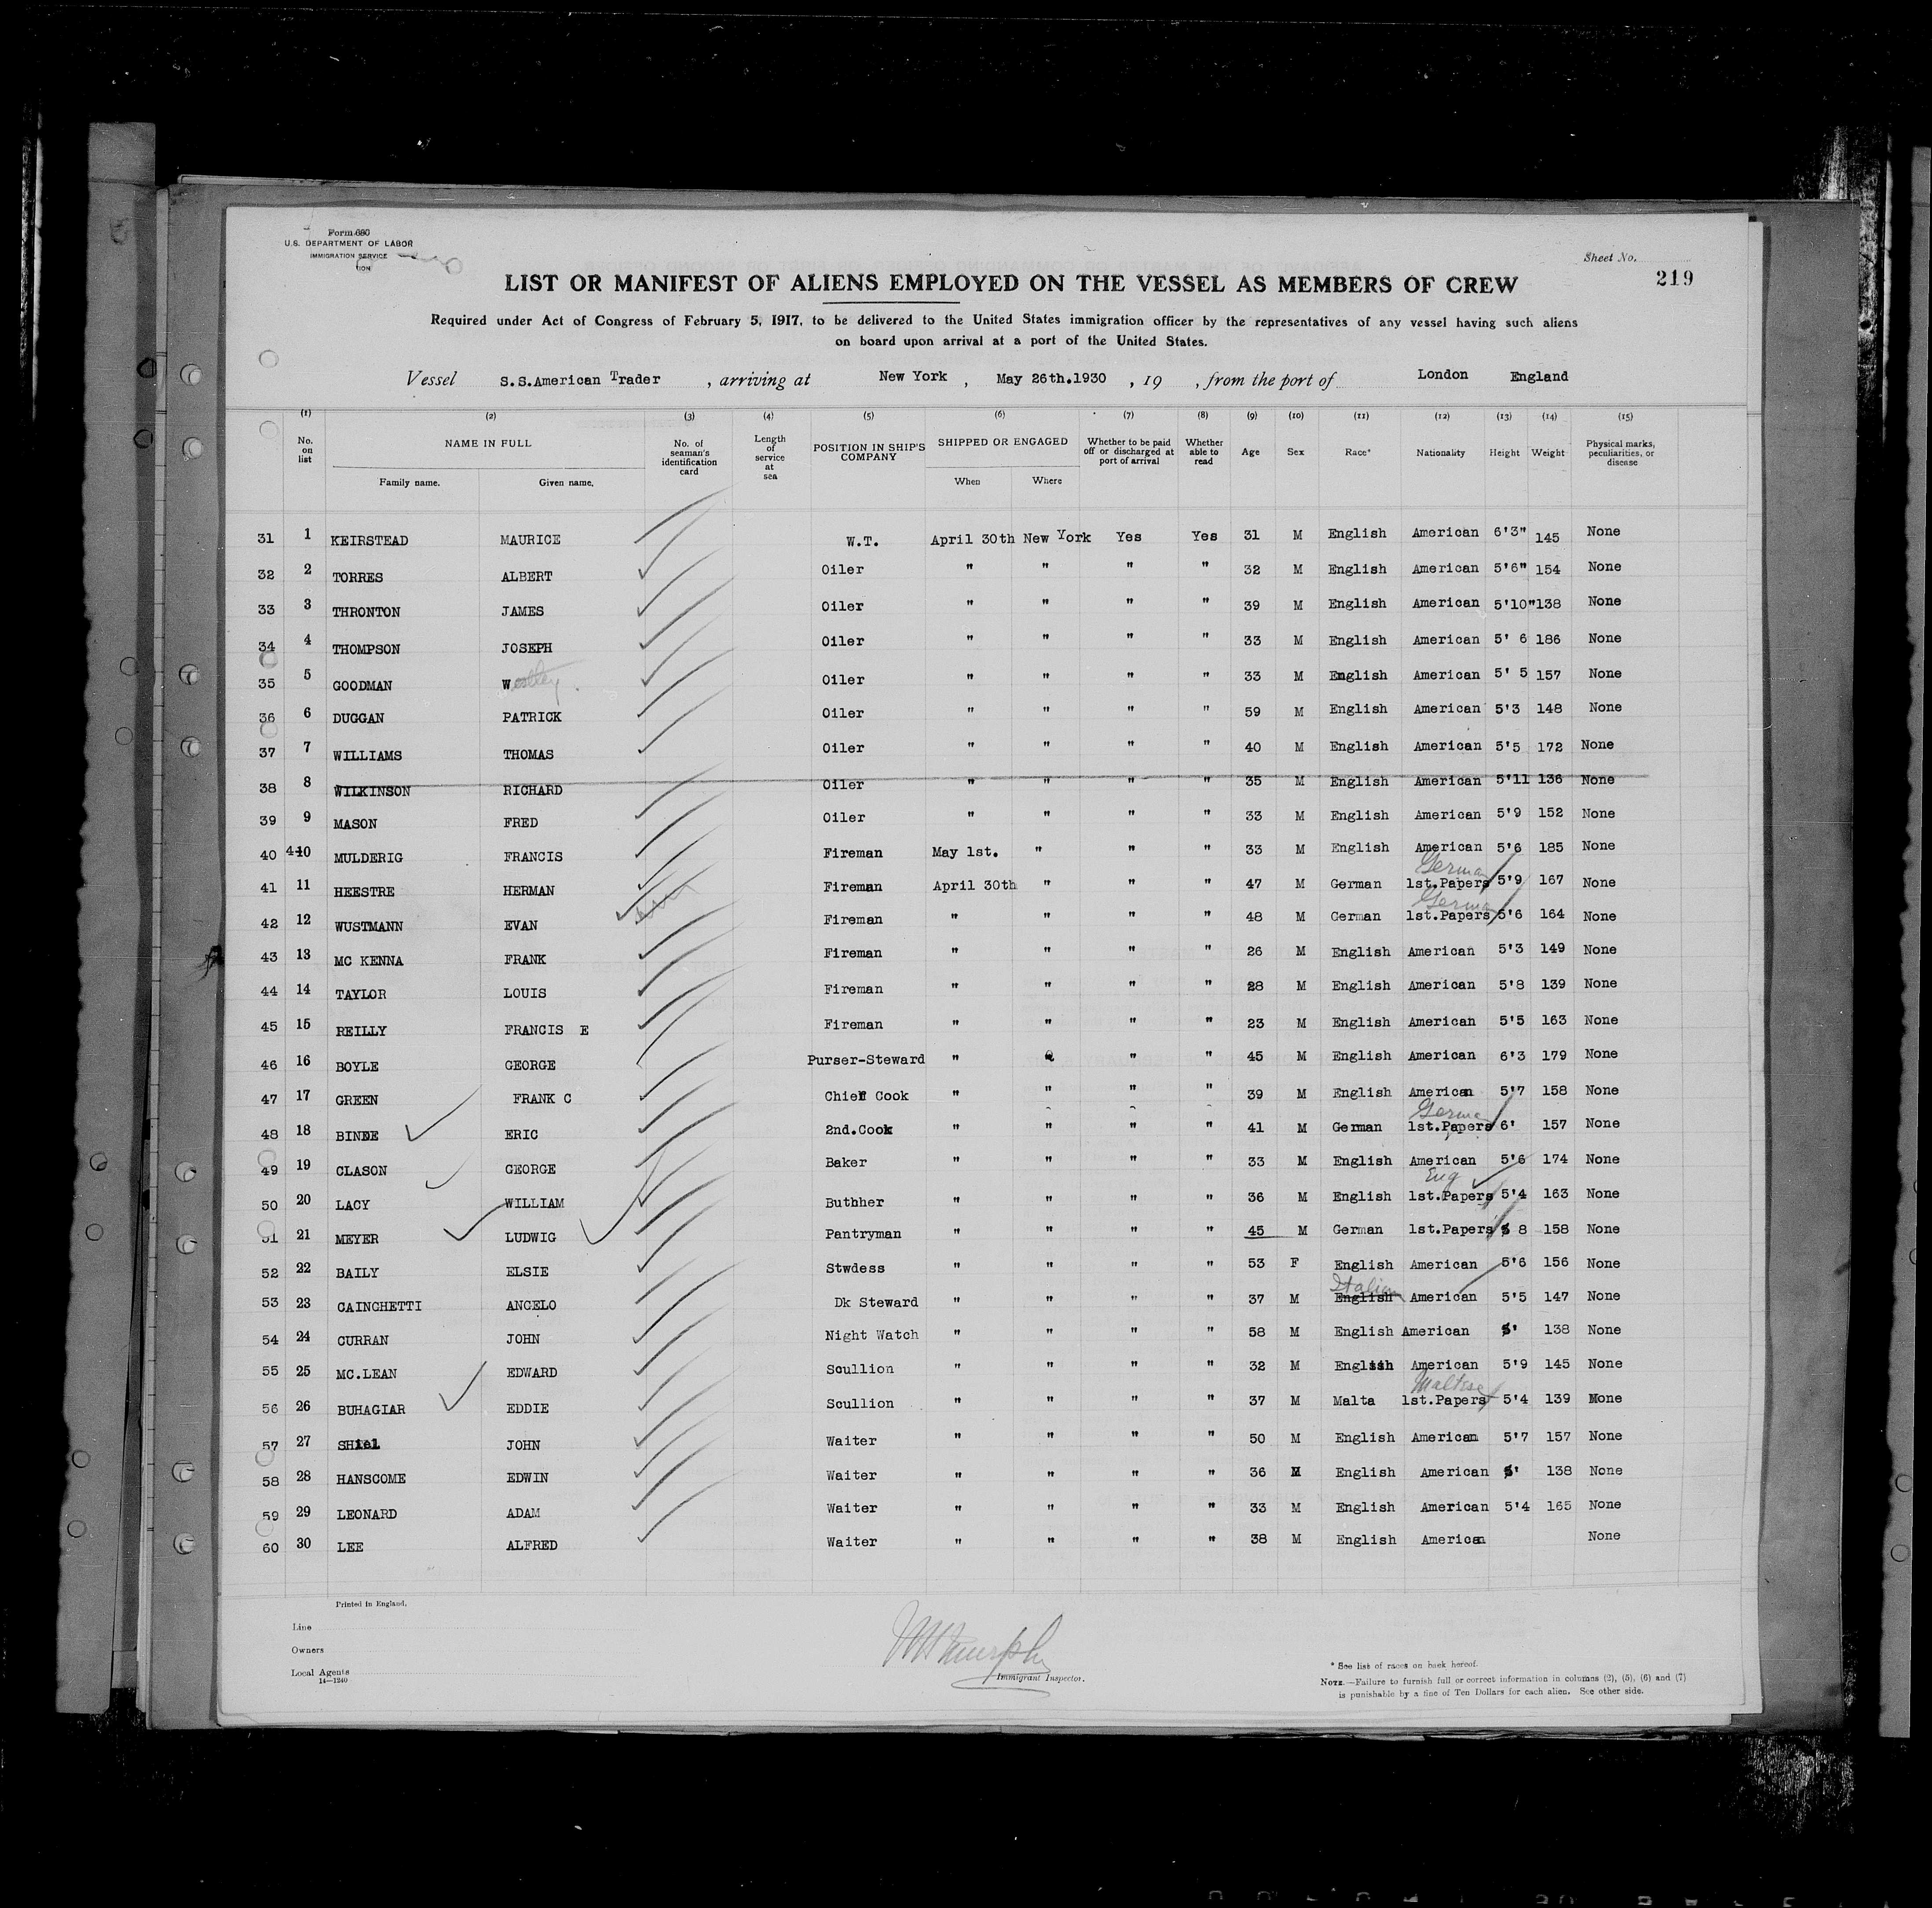 Form 680
U.S. DEPARTMENT OF LABOR
IMMIGRATION SERVICE
Sheet No.
219
LIST OR MANIFEST OF ALIENS EMPLOYED ON THE VESSEL AS MEMBERS OF CREW
Required under Act of Congress of February 5, 1917, to be delivered to the United States immigration officer by the representatives of any vessel having such aliens
on board upon arrival at a port of the United States.
Vessel S.S.American Trader , arriving at New York , May 26th.1930 , 19 , from the port of London England
(1) (2) (3) (4) (5) (6) (7) (8) (9) (10) (11) (12) (13) (14) (15)
No. on list NAME IN FULL Family name. Given name. No. of seaman's identification card Length of service at sea POSITION IN SHIP'S COMPANY SHIPPED OR ENGAGED When Where Whether to be paid off or discharged at port of arrival Whether able to read Age Sex Race* Nationality Height Weight Physical marks, peculiarities, or disease
31 1 KEIRSTEAD MAURICE W.T. April 30th New York Yes Yes 31 M English American 6'3" 145 None
32 2 TORRES ALBERT Oiler " " " " 32 M English American 5'6" 154 None
33 3 THRONTON JAMES Oiler " " " " 39 M English American 5'10" 138 None
34 4 THOMPSON JOSEPH Oiler " " " " 33 M English American 5' 6 186 None
35 5 GOODMAN Westley. Oiler " " " " 33 M English American 5' 5 157 None
36 6 DUGGAN PATRICK Oiler " " " " 59 M English American 5'3 148 None
37 7 WILLIAMS THOMAS Oiler " " " " 40 M English American 5'5 172 None
38 8 WILKINSON RICHARD Oiler " " " " 35 M English American 5'11 136 None
39 9 MASON FRED Oiler " " " " 33 M English American 5'9 152 None
40 10 MULDERIG FRANCIS Fireman May 1st. " " " 33 M English American 5'6 185 None
41 11 HEESTRE HERMAN Fireman April 30th " " " 47 M German German 1st.Papers 5'9 167 None
42 12 WUSTMANN EVAN Fireman " " " " 48 M German German 1st.Papers 5'6 164 None
43 13 MC KENNA FRANK Fireman " " " " 26 M English American 5'3 149 None
44 14 TAYLOR LOUIS Fireman " " " " 28 M English American 5'8 139 None
45 15 REILLY FRANCIS E Fireman " " " " 23 M English American 5'5 163 None
46 16 BOYLE GEORGE Purser-Steward " " " " 45 M English American 6'3 179 None
47 17 GREEN FRANK C Chief Cook " " " " 39 M English American 5'7 158 None
48 18 BINDE ERIC 2nd.Cook " " " " 41 M German German 1st.Papers 6' 157 None
49 19 CLASON GEORGE Baker " " " " 33 M English American 5'6 174 None
50 20 LACY WILLIAM Buthher " " " " 36 M English Eng 1st.Papers 5'4 163 None
51 21 MEYER LUDWIG Pantryman " " " " 45 M German 1st.Papers 5 8 158 None
52 22 BAILY ELSIE Stwdess " " " " 53 F English American 5'6 156 None
53 23 CAINCHETTI ANGELO Dk Steward " " " " 37 M Italian English American 5'5 147 None
54 24 CURRAN JOHN Night Watch " " " " 58 M English American 5' 138 None
55 25 MC.LEAN EDWARD Scullion " " " " 32 M English American 5'9 145 None
56 26 BUHAGIAR EDDIE Scullion " " " " 37 M Malta Maltese 1st.Papers 5'4 139 None
57 27 SHiel JOHN Waiter " " " " 50 M English American 5'7 157 None
58 28 HANSCOME EDWIN Waiter " " " " 36 M English American 5' 138 None
59 29 LEONARD ADAM Waiter " " " " 33 M English American 5'4 165 None
60 30 LEE ALFRED Waiter " " " " 38 M English American None
Printed in England.
Line
Owners
Local Agents
14—1240
Murphy
Immigrant Inspector.
* See list of races on back hereof.
NOTE.—Failure to furnish full or correct information in columns (2), (5), (6) and (7)
is punishable by a fine of Ten Dollars for each alien. See other side.